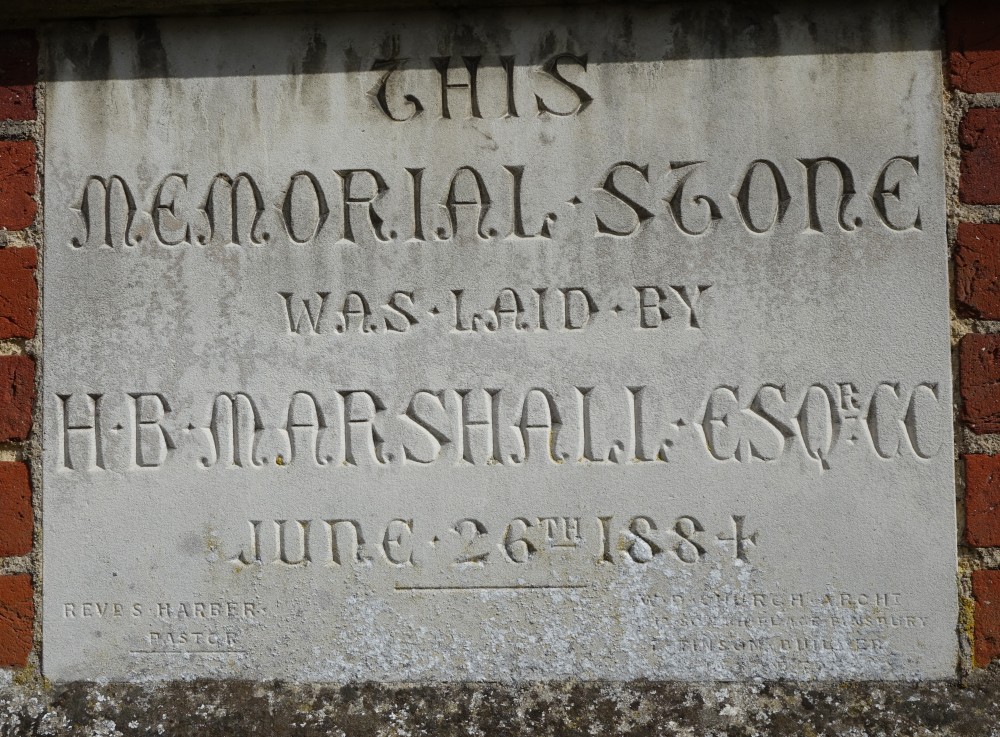 THIS
MEMORIAL · STONE
WAS · LAID · BY
H · B · MARSHALL · ESQR CC
JUNE · 26TH 1884
REVD S · HARPER ·
PASTOR
CHURCH ARCHT
PLACE FINSBURY
BUILDER